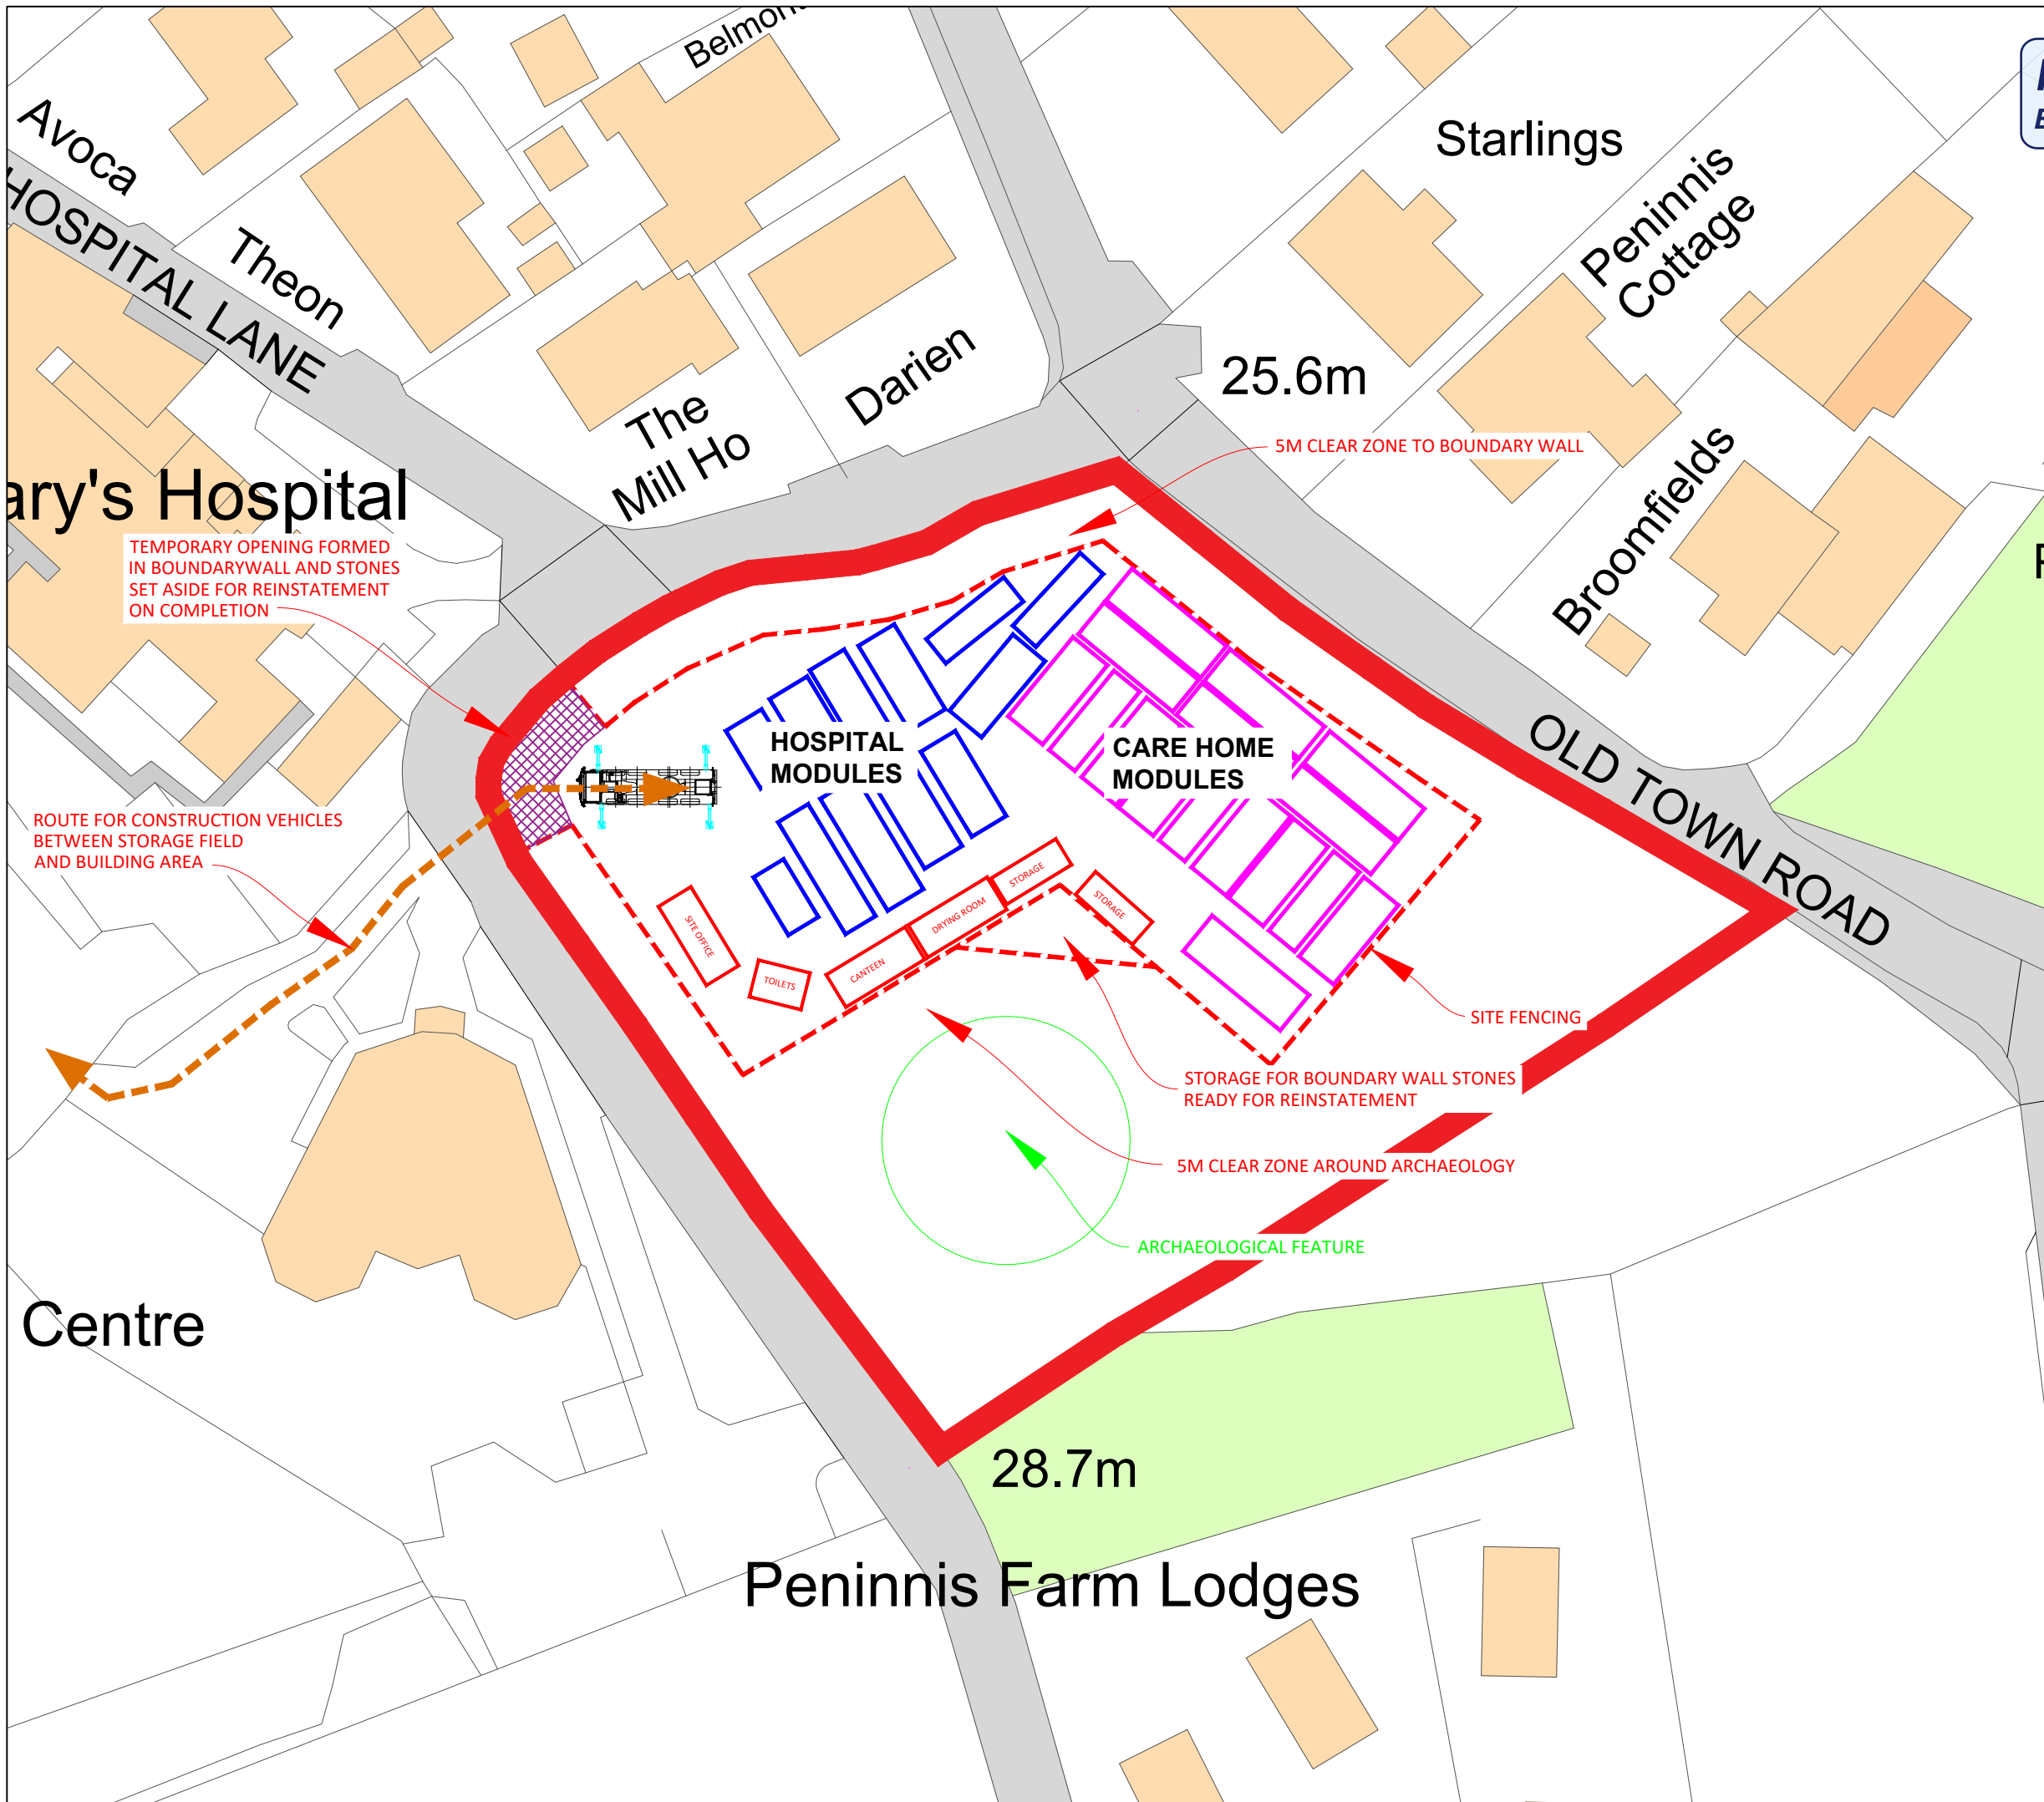 Belmont
Avoca
HOSPITAL LANE
Theon
Starlings
Peninnis
Cottage
25.6m
Darien
The
Mill Ho
5M CLEAR ZONE TO BOUNDARY WALL
ary's Hospital
Broomfields
TEMPORARY OPENING FORMED
IN BOUNDARYWALL AND STONES
SET ASIDE FOR REINSTATEMENT
ON COMPLETION
OLD TOWN ROAD
HOSPITAL
MODULES
CARE HOME
MODULES
ROUTE FOR CONSTRUCTION VEHICLES
BETWEEN STORAGE FIELD
AND BUILDING AREA
SITE OFFICE
TOILETS
CANTEEN
DRYING ROOM
STORAGE
STORAGE
SITE FENCING
STORAGE FOR BOUNDARY WALL STONES
READY FOR REINSTATEMENT
5M CLEAR ZONE AROUND ARCHAEOLOGY
ARCHAEOLOGICAL FEATURE
Centre
28.7m
Peninnis Farm Lodges